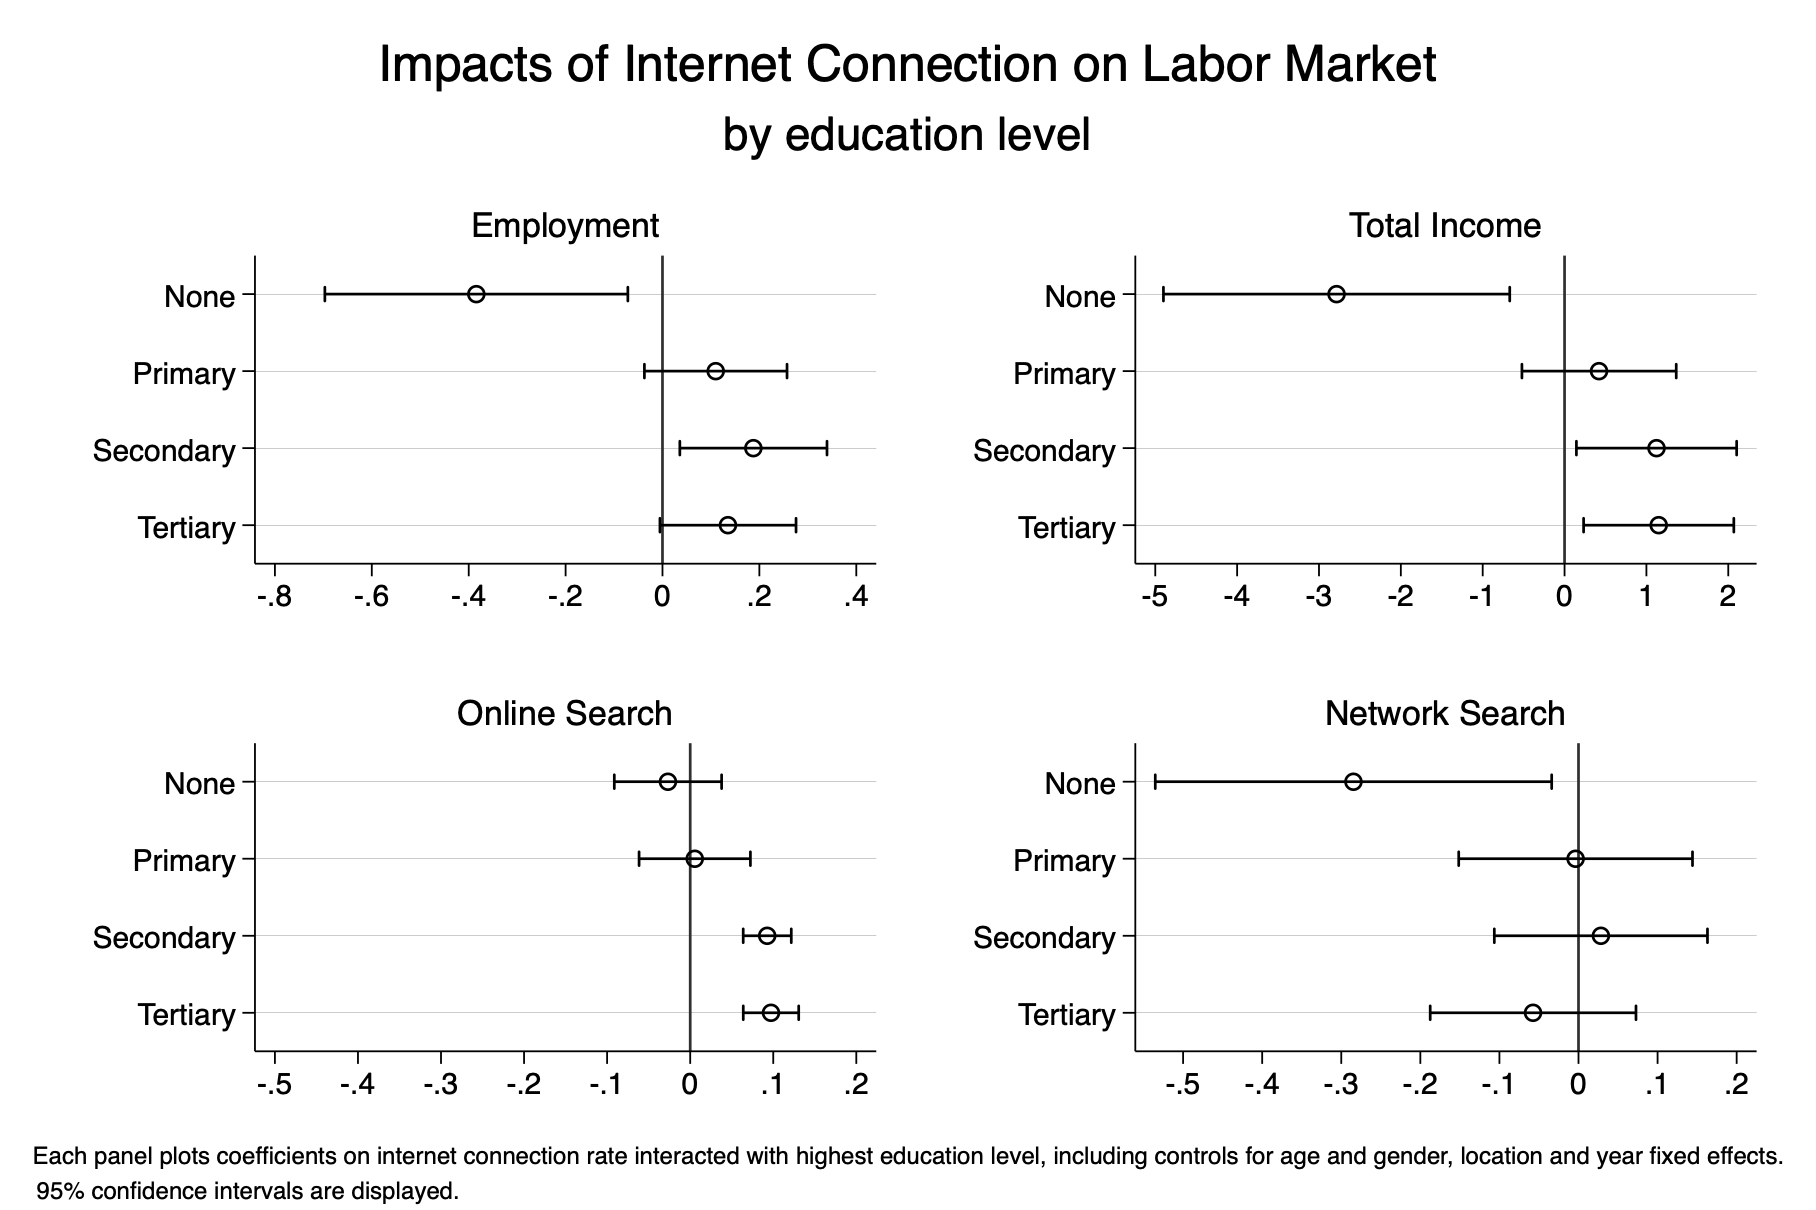 Impacts of Internet Connection on Labor Market
by education level
Employment
None
Primary
Secondary
Tertiary
-.8 -.6 -.4 -.2 0 .2 .4
Total Income
None
Primary
Secondary
Tertiary
-5 -4 -3 -2 -1 0 1 2
Online Search
None
Primary
Secondary
Tertiary
-.5 -.4 -.3 -.2 -.1 0 .1 .2
Network Search
None
Primary
Secondary
Tertiary
-.5 -.4 -.3 -.2 -.1 0 .1 .2
Each panel plots coefficients on internet connection rate interacted with highest education level, including controls for age and gender, location and year fixed effects.
95% confidence intervals are displayed.